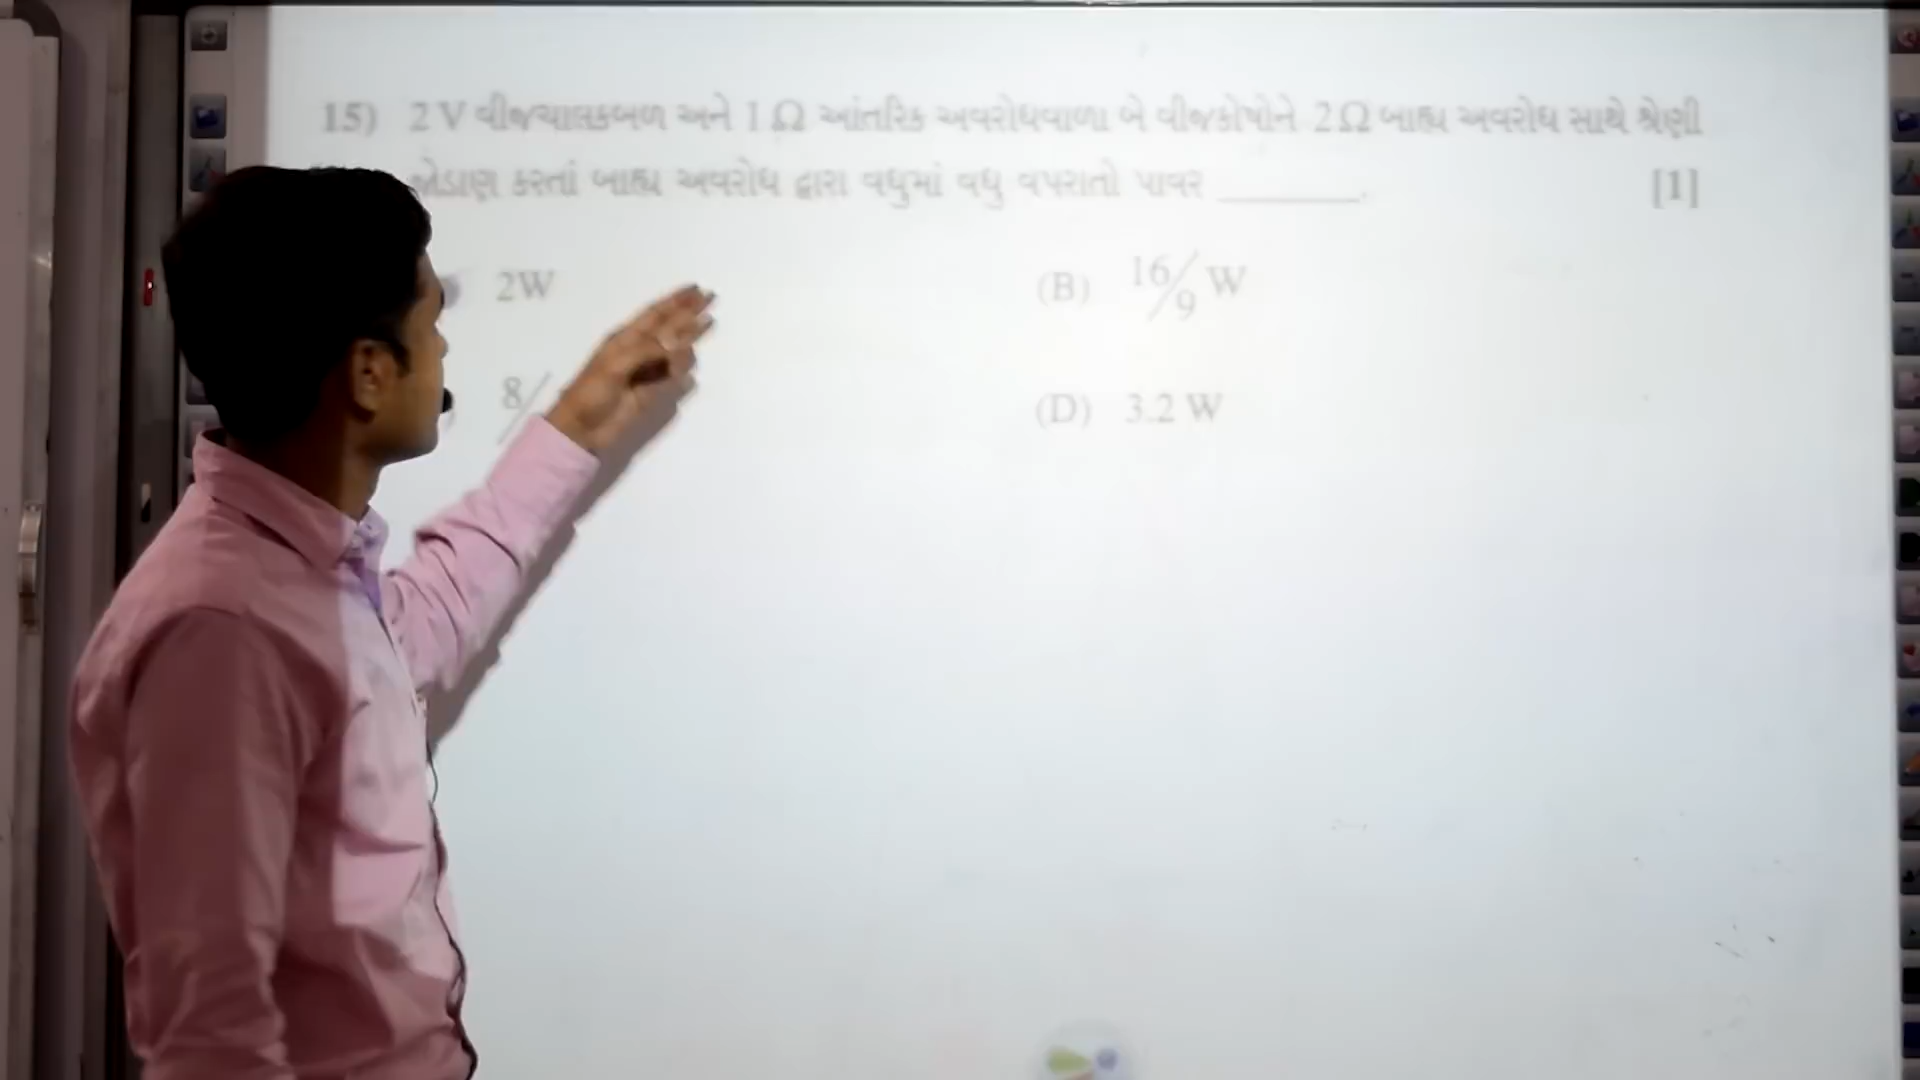 15) 2 V વીજચાલકબળ અને 1 Ω આંતરિક અવરોધવાળા બે વીજકોષોને 2 Ω બાહ્ય અવરોધ સાથે શ્રેણી
જોડાણ કરતાં બાહ્ય અવરોધ દ્વારા વધુમાં વધુ વપરાતો પાવર ________. [1]
2W (B) 16/9 W
8/ (D) 3.2 W